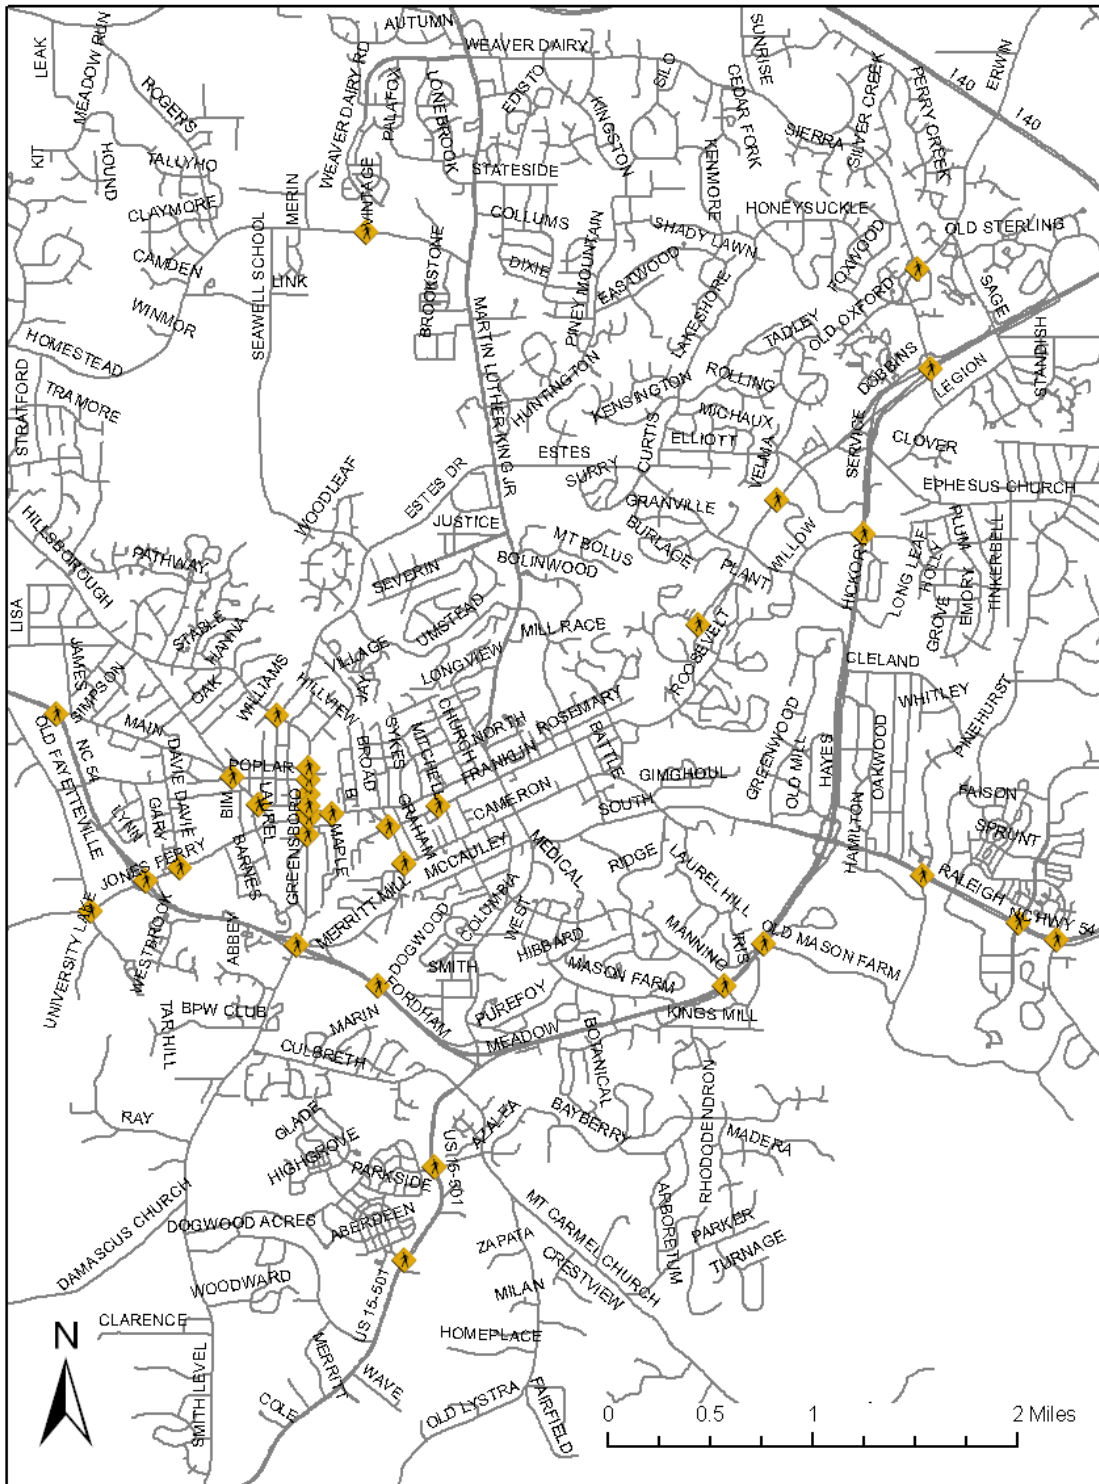 AUTUMN
WEAVER DAIRY
SUNRISE
LEAK
MEADOW RUN
ROGERS
WEAVER DAIRY RD
PALAFOX
LONEBROOK
EDISTO
KINGSTON
SILO
CEDAR FORK
SIERRA
SILVER CREEK
PERRY CREEK
I40
I40
ERWIN
KIT
HOUND
TALLYHO
CLAYMORE
CAMDEN
WINMOR
MERIN
LINK
SEAWELL SCHOOL
VINTAGE
STATESIDE
COLLUMS
DIXIE
BROOKSTONE
PINEY MOUNTAIN
EASTWOOD
KENMORE
SHADY LAWN
HONEYSUCKLE
FOXWOOD
OLD OXFORD
OLD STERLING
SAGE
LAKESHORE
TADLEY
DOBBINS
LEGION
STANDISH
HOMESTEAD
STRATFORD
TRAMORE
MARTIN LUTHER KING JR
HUNTINGTON
KENSINGTON
ROLLING
MICHAUX
ELLIOTT
CURTIS
VELMA
SERVICE
CLOVER
ESTES
SURRY
GRANVILLE
EPHESUS CHURCH
WOODLEAF
ESTES DR
JUSTICE
SEVERIN
BOLINWOOD
MT BOLUS
BURLAGE
PLANT
WILLOW
HICKORY
LONG LEAF
HOLLY
PLUM
GROVE
EMORY
TINKERBELL
HILLSBOROUGH
PATHWAY
LISA
JAMES
SIMPSON
STABLE
HANNA
OAK
WILLIAMS
HILLVIEW
VILLAGE
JAY
UMSTEAD
LONGVIEW
MILL RACE
ROOSEVELT
CLELAND
WHITLEY
PINEHURST
OLD FAYETTEVILLE
NC 54
MAIN
DAVIE
DAVIE
POPLAR
BIM
LAUREL
BROAD
B
SYKES
MITCHELL
CHURCH
NORTH
FRANKLIN
ROSEMARY
BATTLE
GIMGHOUL
GREENWOOD
OLD MILL
HAYES
OAKWOOD
FAISON
SPRUNT
LYNN
GARY
JONES FERRY
BARNES
GREENSBORO
MAPLE
GRAHAM
CAMERON
MCCAULEY
SOUTH
MEDICAL
RIDGE
LAUREL HILL
HAMILTON
RALEIGH
NC HWY 54
UNIVERSITY LAKE
WESTBROOK
ABBEY
MERRITT MILL
DOGWOOD
COLUMBIA
WEST
HIBBARD
MANNING
IRIS
OLD MASON FARM
SMITH
MASON FARM
FORDHAM
PUREFOY
MEADOW
KINGS MILL
BPW CLUB
TARHILL
MARIN
CULBRETH
BOTANICAL
RAY
GLADE
HIGHGROVE
PARKSIDE
US 15-501
AZALEA
BAYBERRY
RHODODENDRON
MADERA
DAMASCUS CHURCH
DOGWOOD ACRES
ABERDEEN
ZAPATA
MT CARMEL CHURCH
ARBORETUM
PARKER
TURNAGE
WOODWARD
US 15-501
MILAN
CRESTVIEW
CLARENCE
HOMEPLACE
N
SMITH LEVEL
MERRITT
WAVE
COLE
OLD LYSTRA
FAIRFIELD
0 0.5 1 2 Miles